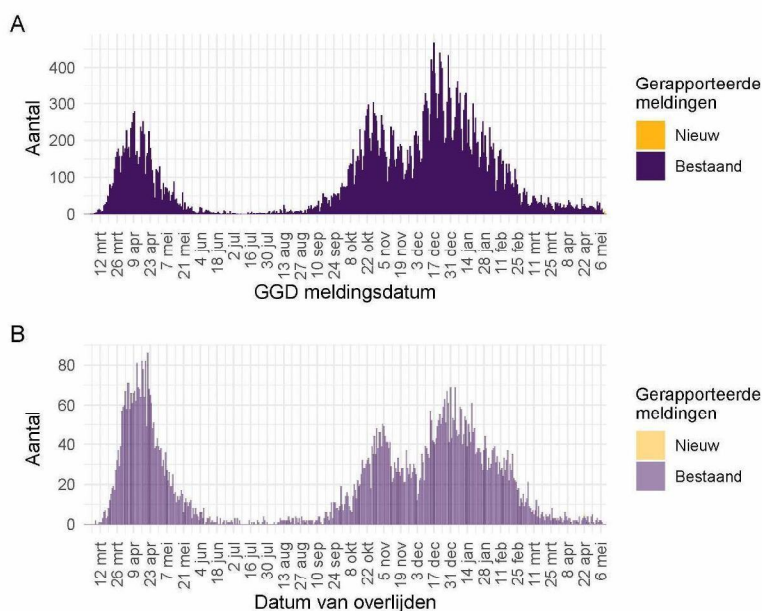 A
Aantal
400
300
200
100
0
12 mrt
26 mrt
9 apr
23 apr
7 mei
21 mei
4 jun
18 jun
2 jul
16 jul
30 jul
13 aug
27 aug
10 sep
24 sep
8 okt
22 okt
5 nov
19 nov
3 dec
17 dec
31 dec
14 jan
28 jan
11 feb
25 feb
11 mrt
25 mrt
8 apr
22 apr
6 mei
GGD meldingsdatum
Gerapporteerde
meldingen
Nieuw
Bestaand
B
Aantal
80
60
40
20
0
12 mrt
26 mrt
9 apr
23 apr
7 mei
21 mei
4 jun
18 jun
2 jul
16 jul
30 jul
13 aug
27 aug
10 sep
24 sep
8 okt
22 okt
5 nov
19 nov
3 dec
17 dec
31 dec
14 jan
28 jan
11 feb
25 feb
11 mrt
25 mrt
8 apr
22 apr
6 mei
Datum van overlijden
Gerapporteerde
meldingen
Nieuw
Bestaand